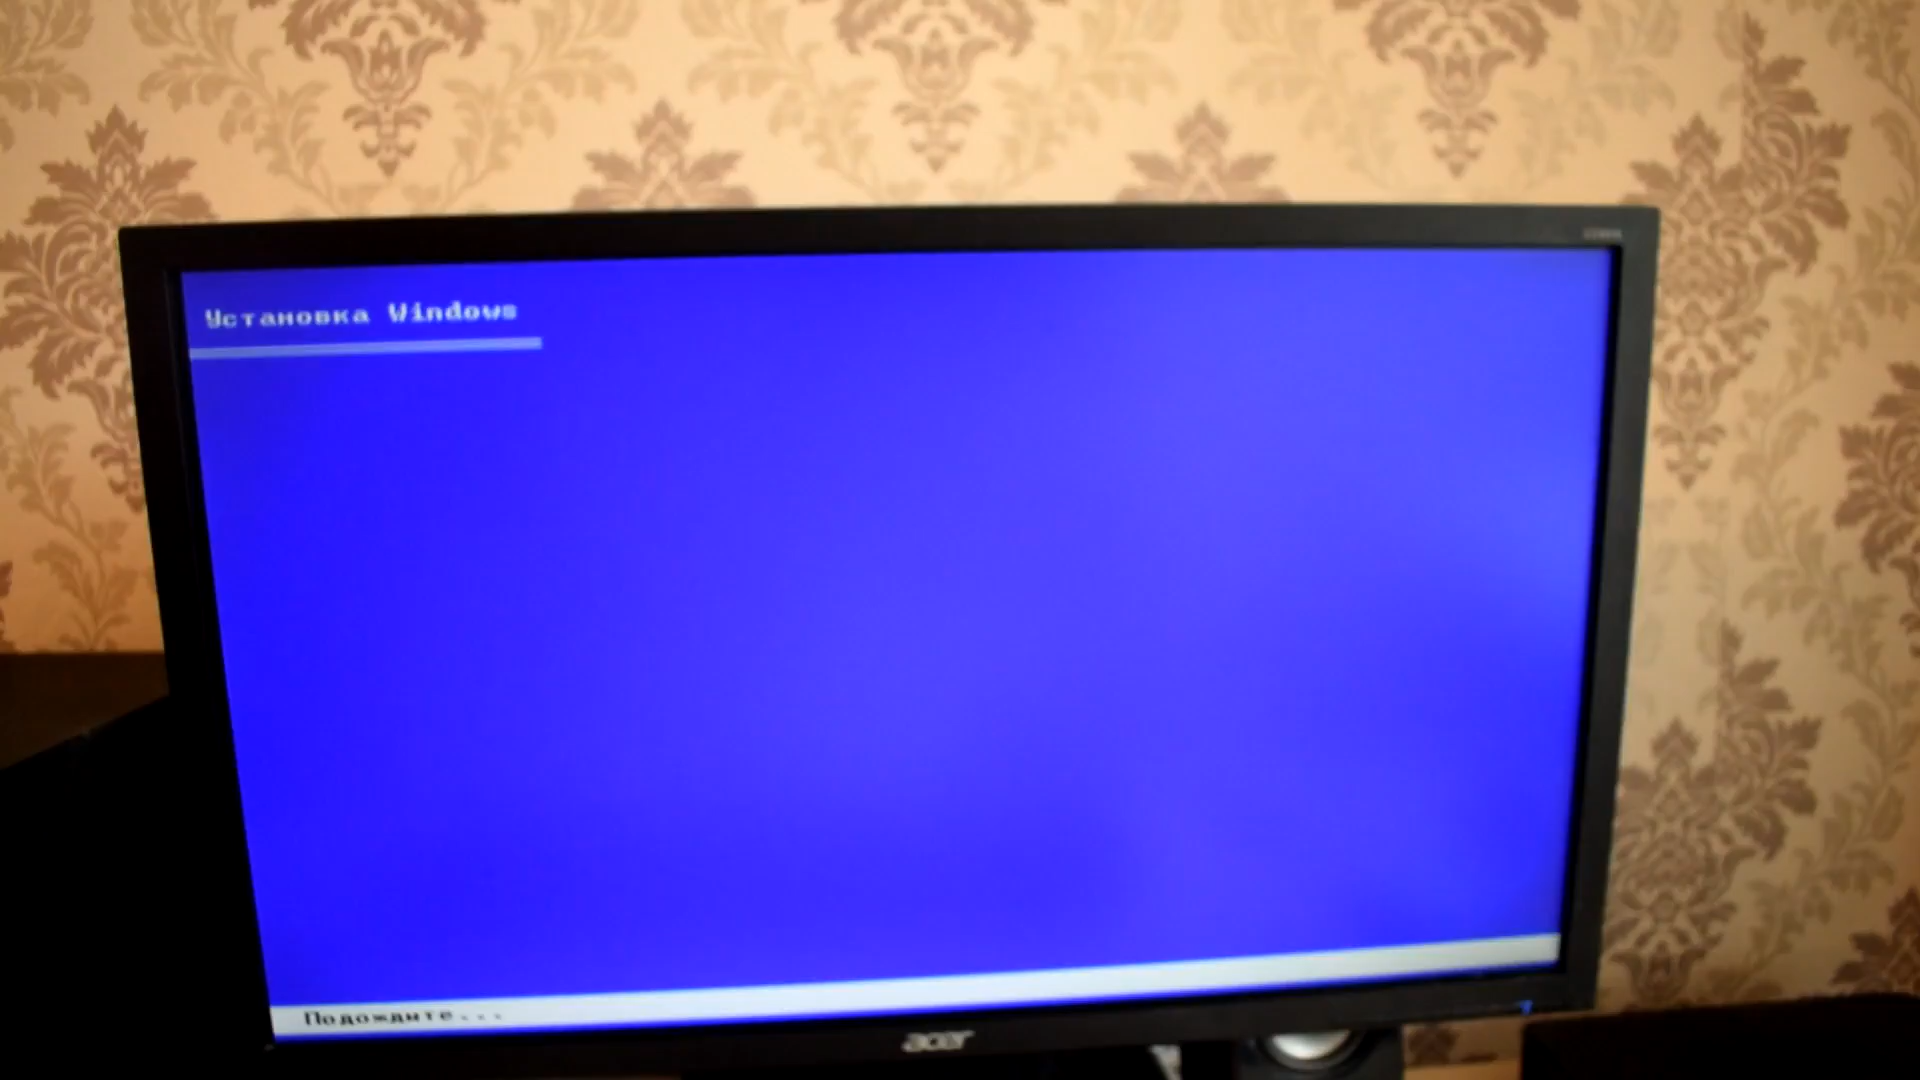 Установка Windows
Подождите...
acer